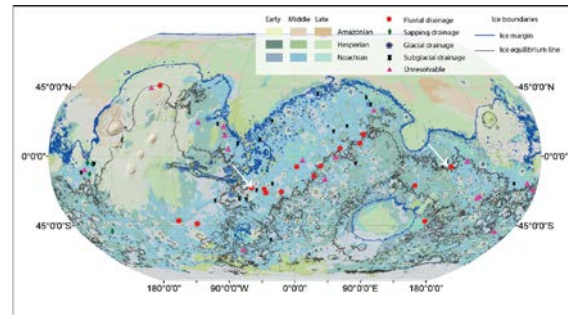 Early Middle Late
Amazonian
Hesperian
Noachian
Fluvial drainage
Sapping drainage
Glacial drainage
Subglacial drainage
Unresolvable
Ice boundaries
Ice margin
Ice equilibrium line
45°0'0"N
0°0'0"
45°0'0"S
45°0'0"N
0°0'0"
45°0'0"S
180°0'0" 90°0'0"W 0°0'0" 90°0'0"E 180°0'0"